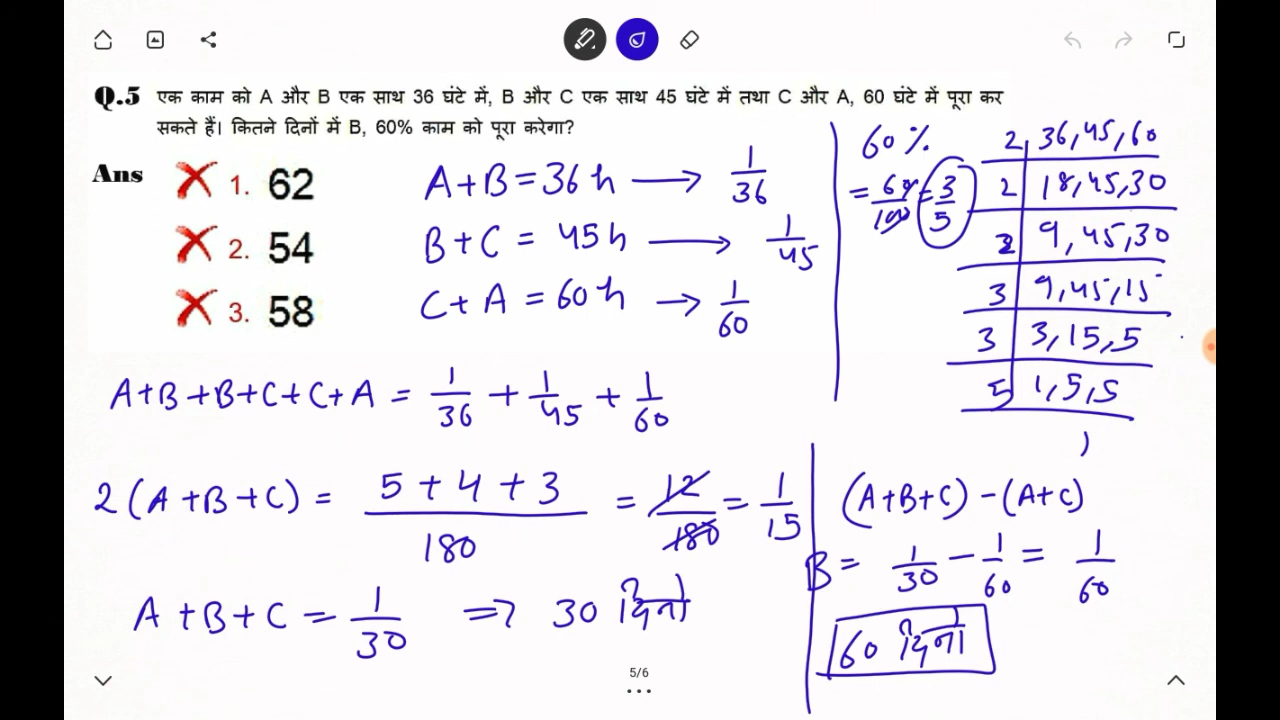 Q.5 एक काम को A और B एक साथ 36 घंटे में, B और C एक साथ 45 घंटे में तथा C और A, 60 घंटे में पूरा कर
सकते हैं। कितने दिनों में B, 60% काम को पूरा करेगा?
Ans
1. 62
2. 54
3. 58
A+B = 36 h → 1/36
B+C = 45 h → 1/45
C+A = 60 h → 1/60
60%
= 60/100 = 3/5
2 | 36, 45, 60
2 | 18, 45, 30
2 | 9, 45, 30
3 | 9, 45, 15
3 | 3, 15, 5
5 | 1, 5, 5
A+B+B+C+C+A = 1/36 + 1/45 + 1/60
2(A+B+C) = 5+4+3/180 = 12/180 = 1/15
A+B+C = 1/30 ⇒ 30 दिनो
(A+B+C) - (A+C)
B = 1/30 - 1/60 = 1/60
60 दिनो
5/6